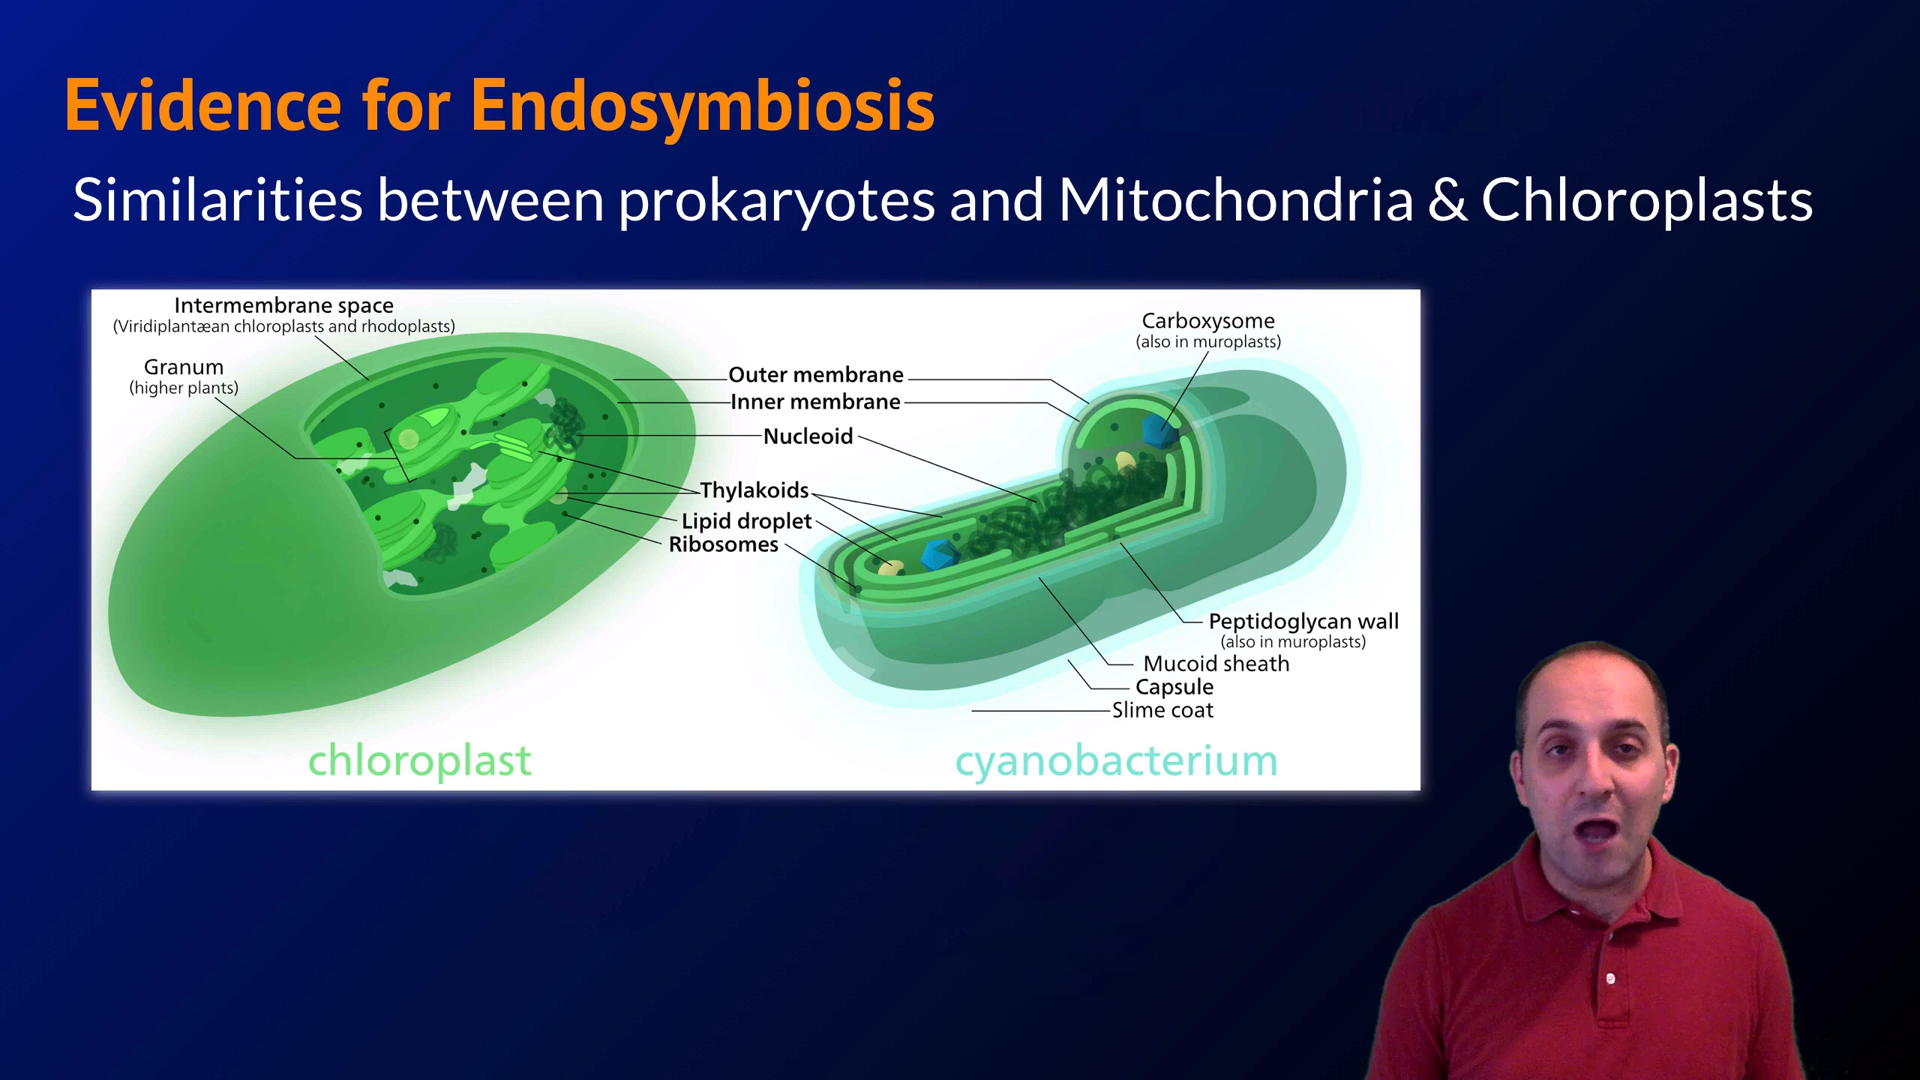 Evidence for Endosymbiosis
Similarities between prokaryotes and Mitochondria & Chloroplasts
Intermembrane space
(Viridiplantæan chloroplasts and rhodoplasts)
Granum
(higher plants)
Carboxysome
(also in muroplasts)
Outer membrane
Inner membrane
Nucleoid
Thylakoids
Lipid droplet
Ribosomes
Peptidoglycan wall
(also in muroplasts)
Mucoid sheath
Capsule
Slime coat
chloroplast
cyanobacterium